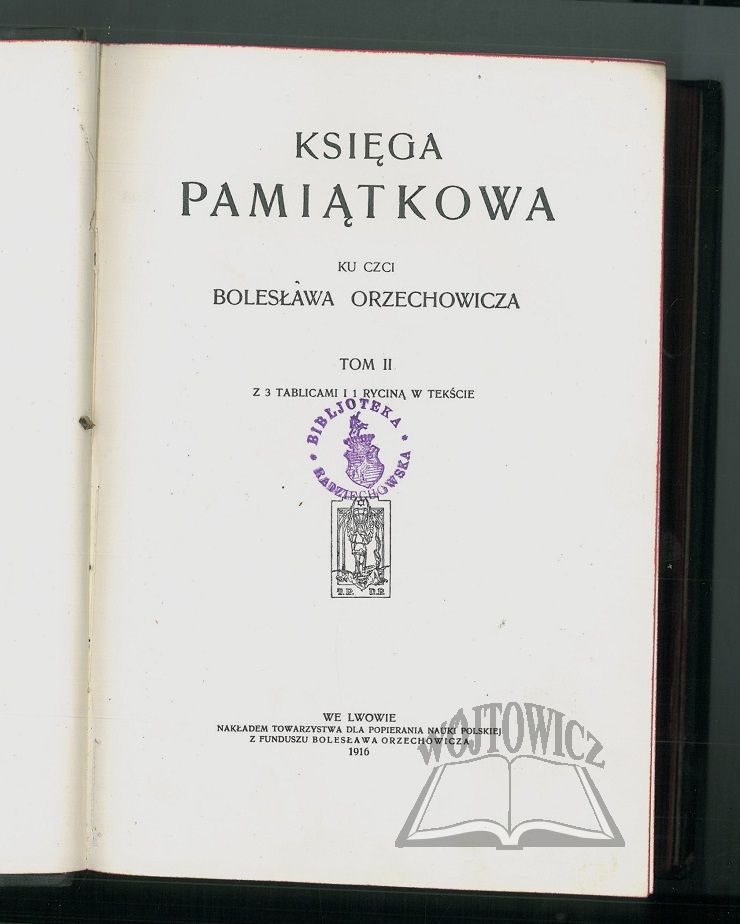 KSIĘGA
PAMIĄTKOWA
KU CZCI
BOLESŁAWA ORZECHOWICZA
TOM II
Z 3 TABLICAMI I 1 RYCINĄ W TEKŚCIE
BIBLJOTEKA
RADZIECHOWSKA
T.P. N.P.
WE LWOWIE
NAKŁADEM TOWARZYSTWA DLA POPIERANIA NAUKI POLSKIEJ
Z FUNDUSZU BOLESŁAWA ORZECHOWICZA
1916
WOJTOWICZ